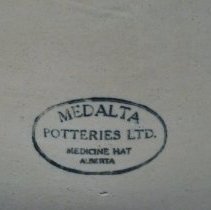 MEDALTA
POTTERIES LTD.
MEDICINE HAT
ALBERTA